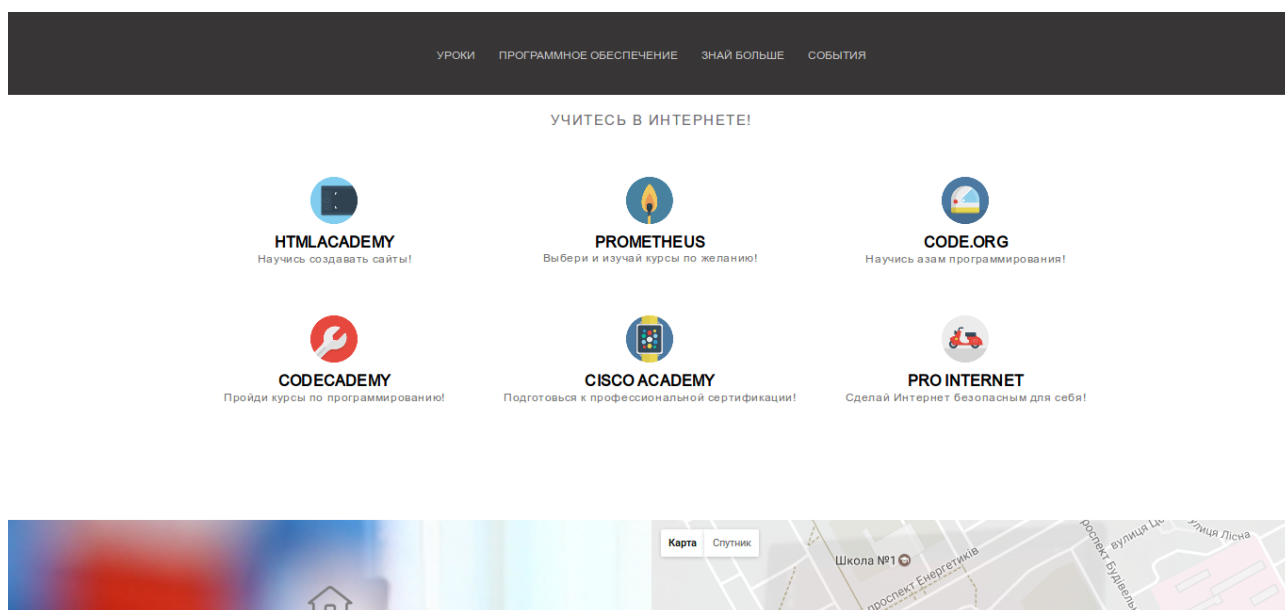 УРОКИ ПРОГРАММНОЕ ОБЕСПЕЧЕНИЕ ЗНАЙ БОЛЬШЕ СОБЫТИЯ
УЧИТЕСЬ В ИНТЕРНЕТЕ!
HTMLACADEMY
Научись создавать сайты!
PROMETHEUS
Выбери и изучай курсы по желанию!
CODE.ORG
Научись азам программирования!
CODECADEMY
Пройди курсы по программированию!
CISCO ACADEMY
Подготовься к профессиональной сертификации!
PRO INTERNET
Сделай Интернет безопасным для себя!
Карта Спутник
Школа №1
проспект Енергетиків
вулиця
Лісна